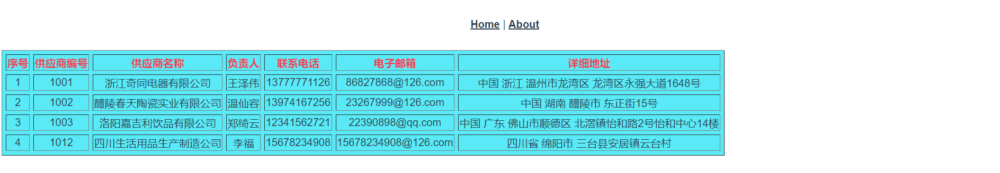 Home | About
序号 供应商编号 供应商名称 负责人 联系电话 电子邮箱 详细地址
1 1001 浙江奇同电器有限公司 王泽伟 13777771126 86827868@126.com 中国 浙江 温州市龙湾区 龙湾区永强大道1648号
2 1002 醴陵春天陶瓷实业有限公司 温仙容 13974167256 23267999@126.com 中国 湖南 醴陵市 东正街15号
3 1003 洛阳嘉吉利饮品有限公司 郑绮云 12341562721 22390898@qq.com 中国 广东 佛山市顺德区 北滘镇怡和路2号怡和中心14楼
4 1012 四川生活用品生产制造公司 李福 15678234908 15678234908@126.com 四川省 绵阳市 三台县安居镇云台村